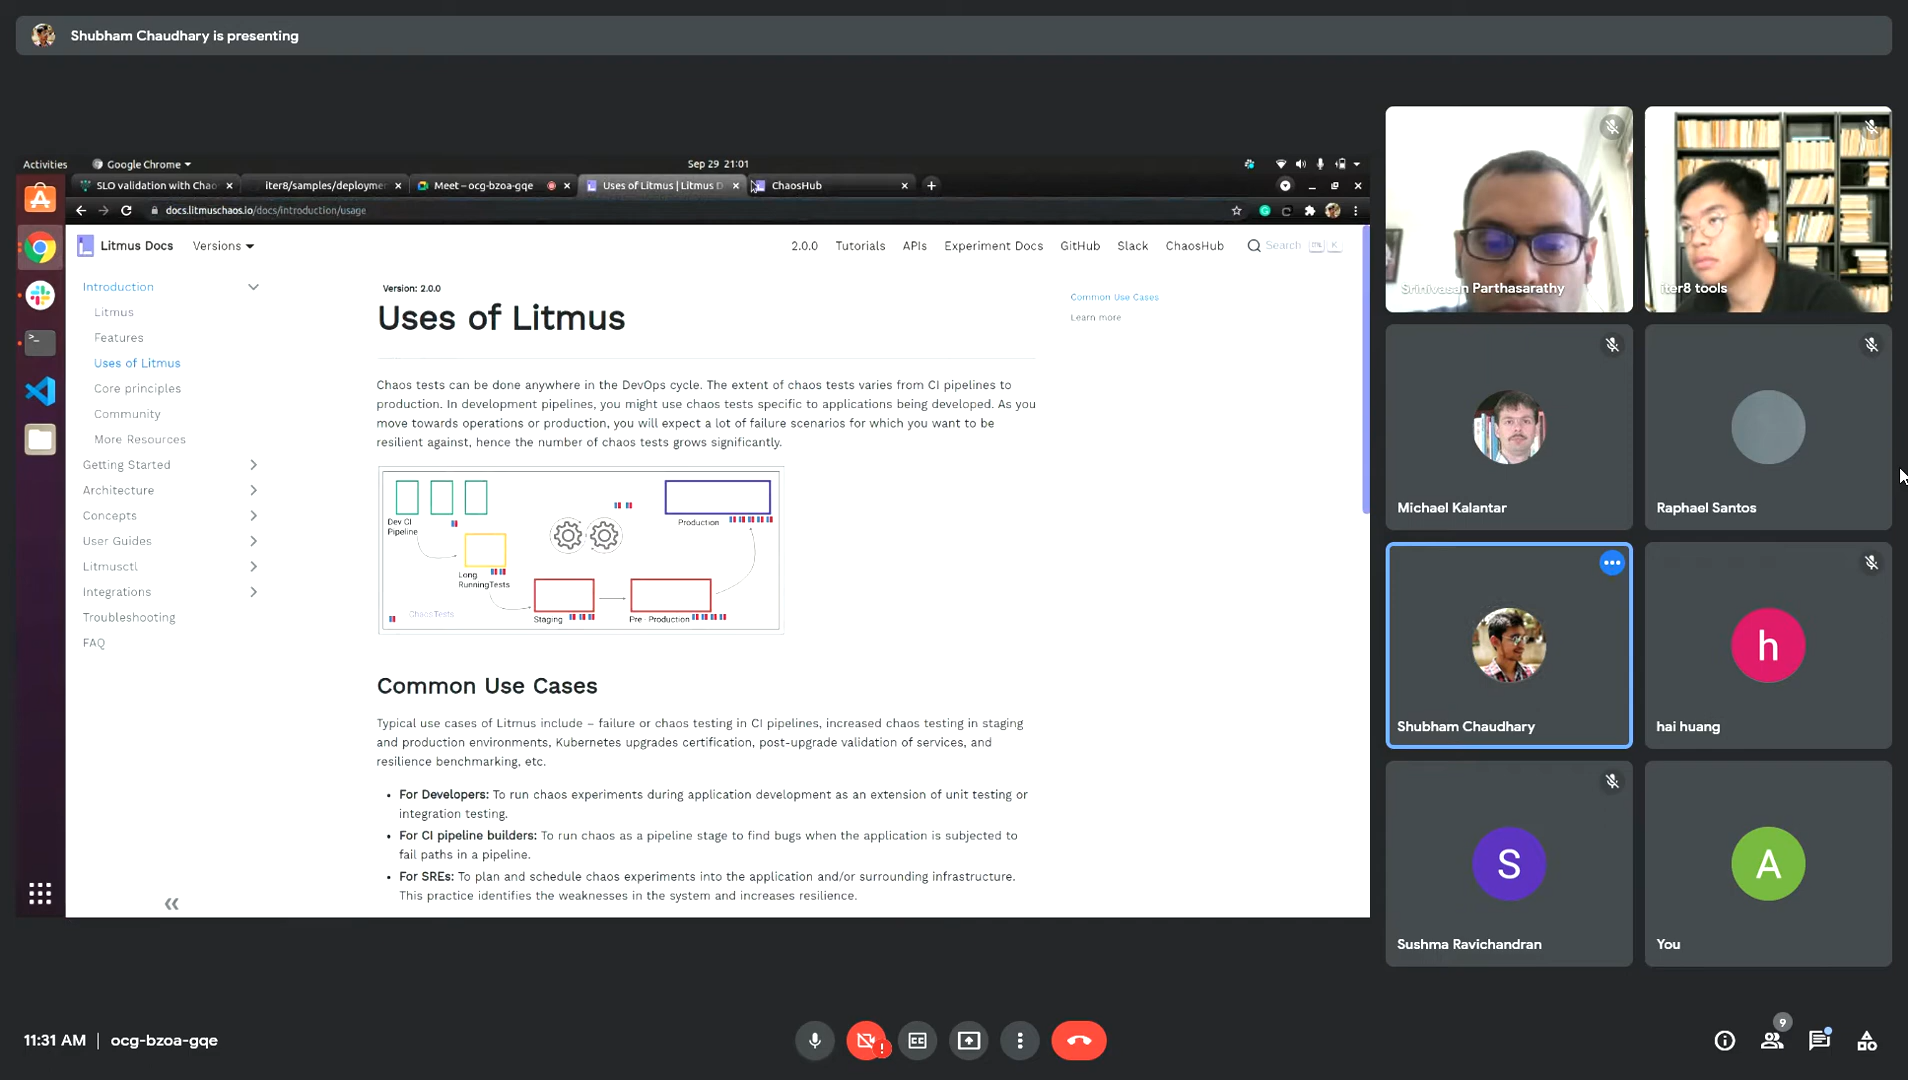 Shubham Chaudhary is presenting
Activities
Google Chrome
Sep 29 21:01
SLO validation with Chao
iter8/samples/deployme
Meet – ocg-bzoa-gqe
Uses of Litmus | Litmus D
ChaosHub
docs.litmuschaos.io/docs/introduction/usage
Litmus Docs
Versions
2.0.0
Tutorials
APIs
Experiment Docs
GitHub
Slack
ChaosHub
Search
K
Introduction
Litmus
Features
Uses of Litmus
Core principles
Community
More Resources
Getting Started
Architecture
Concepts
User Guides
Litmusctl
Integrations
Troubleshooting
FAQ
Version: 2.0.0
Uses of Litmus
Chaos tests can be done anywhere in the DevOps cycle. The extent of chaos tests varies from CI pipelines to
production. In development pipelines, you might use chaos tests specific to applications being developed. As you
move towards operations or production, you will expect a lot of failure scenarios for which you want to be
resilient against, hence the number of chaos tests grows significantly.
Dev CI
Pipeline
Long
RunningTests
Staging
Pre - Production
Production
ChaosTests
Common Use Cases
Typical use cases of Litmus include – failure or chaos testing in CI pipelines, increased chaos testing in staging
and production environments, Kubernetes upgrades certification, post-upgrade validation of services, and
resilience benchmarking, etc.
• For Developers: To run chaos experiments during application development as an extension of unit testing or
integration testing.
• For CI pipeline builders: To run chaos as a pipeline stage to find bugs when the application is subjected to
fail paths in a pipeline.
• For SREs: To plan and schedule chaos experiments into the application and/or surrounding infrastructure.
This practice identifies the weaknesses in the system and increases resilience.
Common Use Cases
Learn more
Srinivasan Parthasarathy
iter8 tools
Michael Kalantar
Raphael Santos
Shubham Chaudhary
h
hai huang
S
Sushma Ravichandran
A
You
11:31 AM | ocg-bzoa-gqe
CC
9